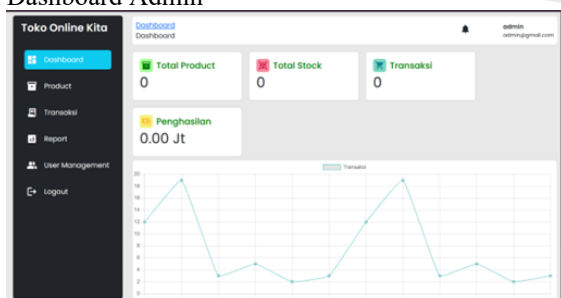 Dashboard Admin
Toko Online Kita
Dashboard
Product
Transaksi
Report
User Management
Logout
Dashboard
Dashboard
admin
admin@gmail.com
Total Product
0
Total Stock
0
Transaksi
0
Penghasilan
0.00 Jt
Transaksi
20
18
16
14
12
10
8
6
4
2
0